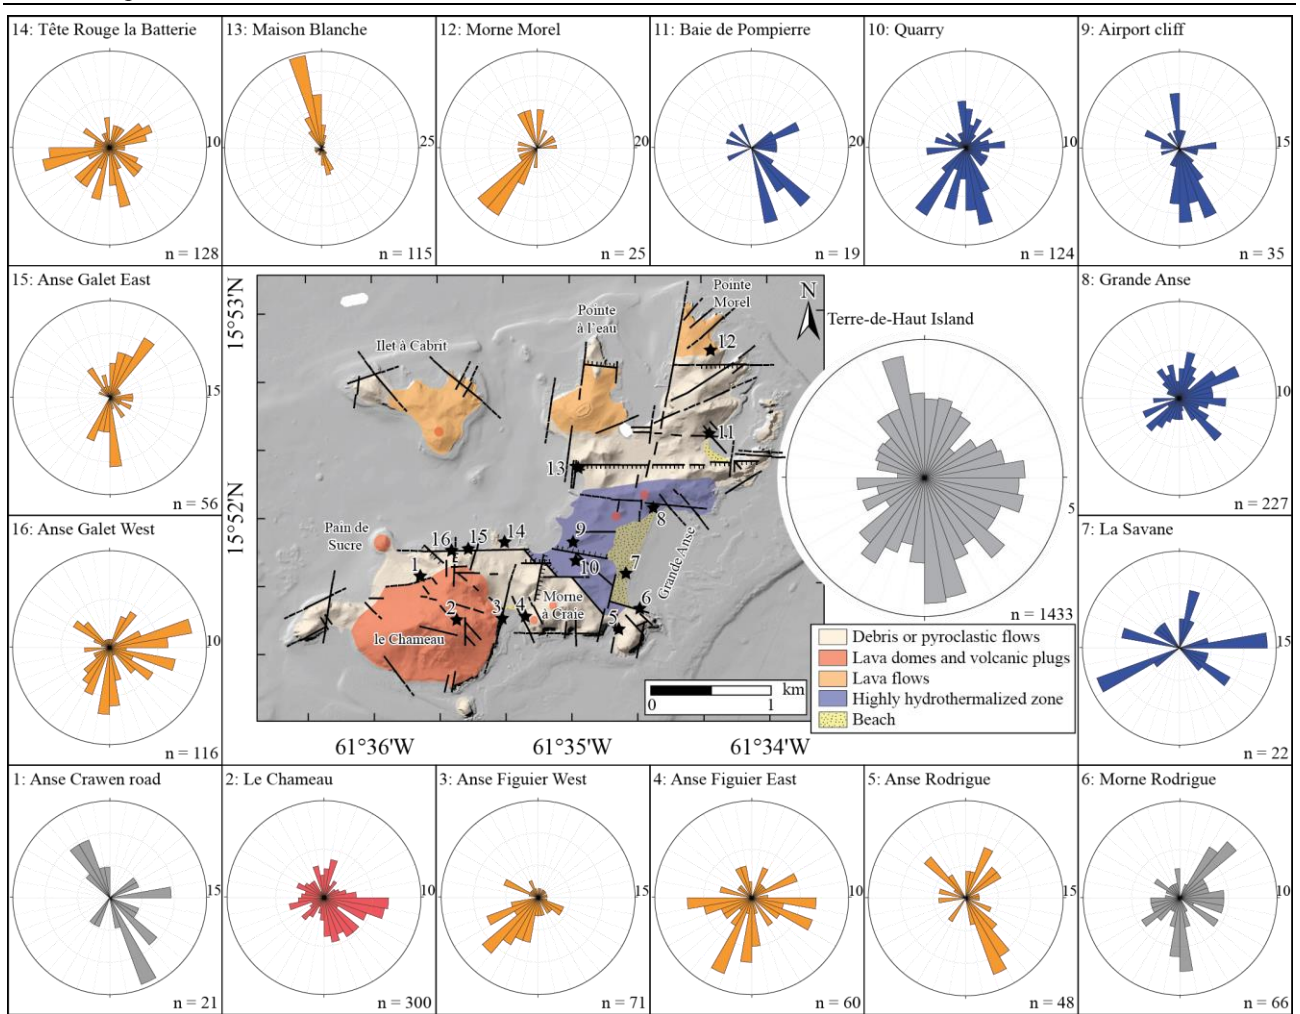 14: Tête Rouge la Batterie
10
n = 128
13: Maison Blanche
25
n = 115
12: Morne Morel
20
n = 25
11: Baie de Pompierre
20
n = 19
10: Quarry
10
n = 124
9: Airport cliff
15
n = 35
15: Anse Galet East
15
n = 56
16: Anse Galet West
10
n = 116
15°53'N
15°52'N
61°36'W
61°35'W
61°34'W
Ilet à Cabrit
Pointe
à l'eau
Pointe
Morel
N
12
11
13
Pain de
Sucre
16
15
14
9
8
1
10
7
Grande Anse
2
3
4
Morne
à Craie
5
6
le Chameau
km
0
1
Terre-de-Haut Island
5
n = 1433
Debris or pyroclastic flows
Lava domes and volcanic plugs
Lava flows
Highly hydrothermalized zone
Beach
8: Grande Anse
10
n = 227
7: La Savane
15
n = 22
1: Anse Crawen road
15
n = 21
2: Le Chameau
10
n = 300
3: Anse Figuier West
15
n = 71
4: Anse Figuier East
10
n = 60
5: Anse Rodrigue
15
n = 48
6: Morne Rodrigue
10
n = 66